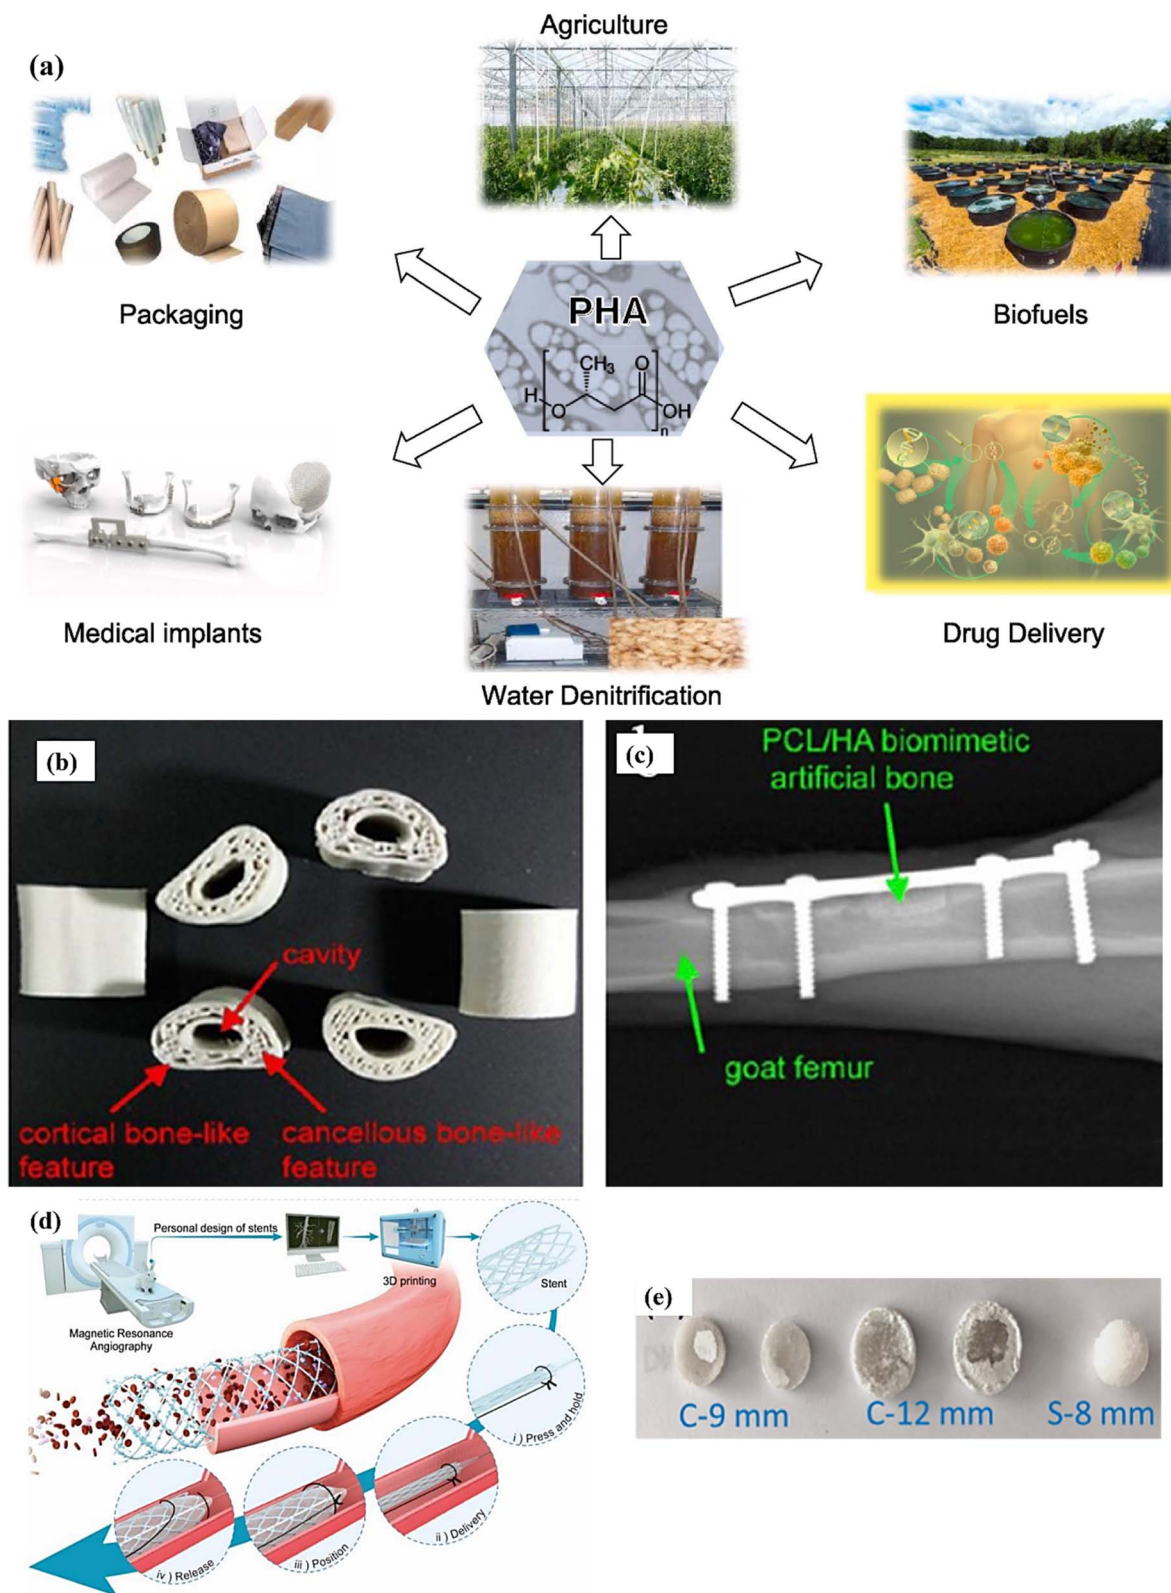 Agriculture
(a)
Packaging
PHA
CH3
O
H
O
OH
n
Biofuels
Medical implants
Water Denitrification
Drug Delivery
(b)
cavity
cortical bone-like
feature
cancellous bone-like
feature
(c)
PCL/HA biomimetic
artificial bone
goat femur
(d)
Personal design of stents
3D printing
Stent
Magnetic Resonance
Angiography
i ) Press and hold
ii ) Delivery
iii ) Position
iv ) Release
(e)
C-9 mm
C-12 mm
S-8 mm